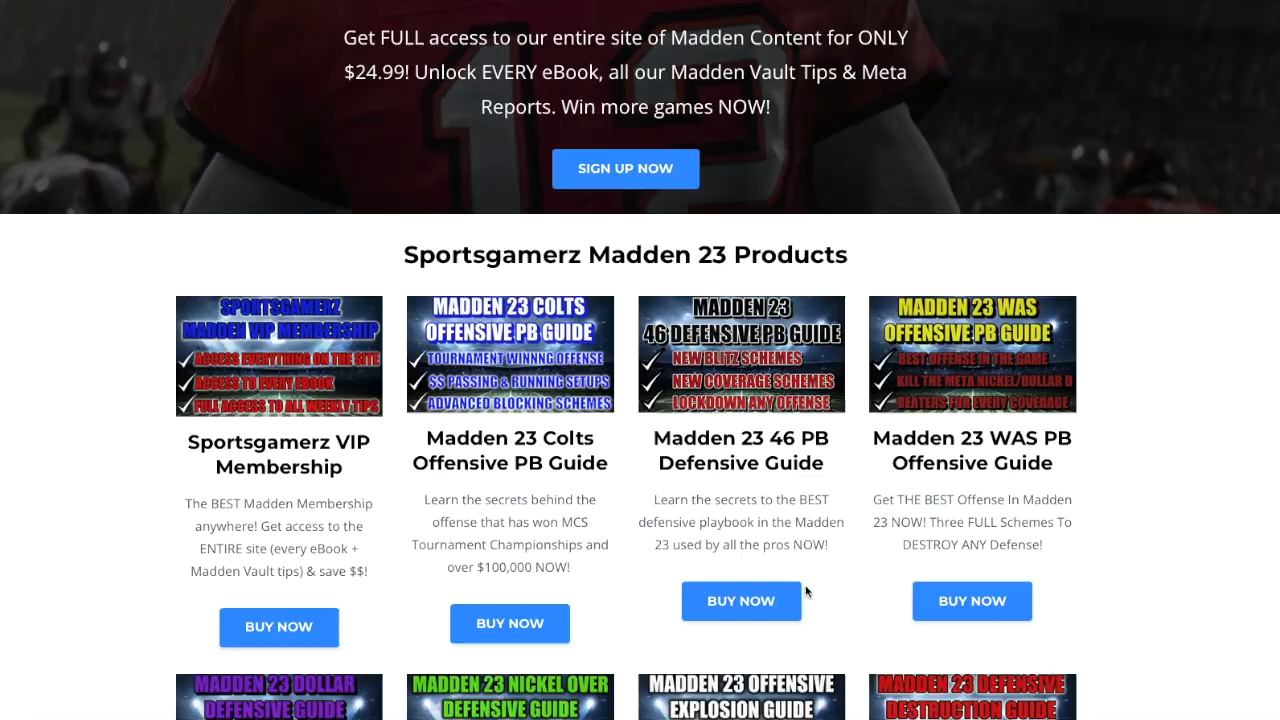 Get FULL access to our entire site of Madden Content for ONLY
$24.99! Unlock EVERY eBook, all our Madden Vault Tips & Meta
Reports. Win more games NOW!
SIGN UP NOW
Sportsgamerz Madden 23 Products
SPORTSGAMERZ
MADDEN VIP MEMBERSHIP
ACCESS EVERYTHING ON THE SITE
ACCESS TO EVERY EBOOK
FULL ACCESS TO ALL WEEKLY TIPS
Sportsgamerz VIP
Membership
The BEST Madden Membership
anywhere! Get access to the
ENTIRE site (every eBook +
Madden Vault tips) & save $$!
BUY NOW
MADDEN 23 COLTS
OFFENSIVE PB GUIDE
TOURNAMENT WINNNG OFFENSE
$$ PASSING & RUNNING SETUPS
ADVANCED BLOCKING SCHEMES
Madden 23 Colts
Offensive PB Guide
Learn the secrets behind the
offense that has won MCS
Tournament Championships and
over $100,000 NOW!
BUY NOW
MADDEN 23
46 DEFENSIVE PB GUIDE
NEW BLITZ SCHEMES
NEW COVERAGE SCHEMES
LOCKDOWN ANY OFFENSE
Madden 23 46 PB
Defensive Guide
Learn the secrets to the BEST
defensive playbook in the Madden
23 used by all the pros NOW!
BUY NOW
MADDEN 23 WAS
OFFENSIVE PB GUIDE
BEST OFFENSE IN THE GAME
KILL THE META NICKEL/DOLLAR D
BEATERS FOR EVERY COVERAGE
Madden 23 WAS PB
Offensive Guide
Get THE BEST Offense In Madden
23 NOW! Three FULL Schemes To
DESTROY ANY Defense!
BUY NOW
MADDEN 23 DOLLAR
DEFENSIVE GUIDE
MADDEN 23 NICKEL OVER
DEFENSIVE GUIDE
MADDEN 23 OFFENSIVE
EXPLOSION GUIDE
MADDEN 23 DEFENSIVE
DESTRUCTION GUIDE